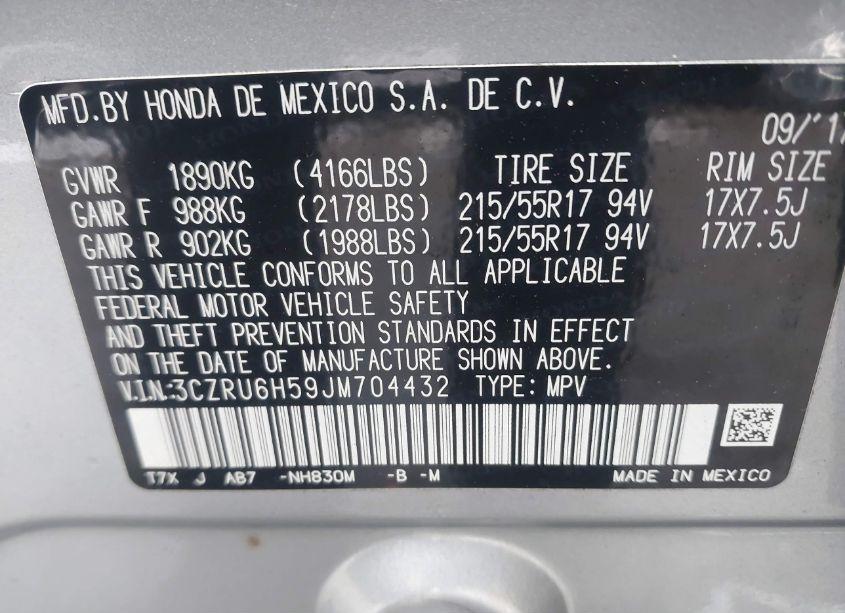 MFD.BY HONDA DE MEXICO S.A. DE C.V.
09/'17
GVWR 1890KG (4166LBS) TIRE SIZE RIM SIZE
GAWR F 988KG (2178LBS) 215/55R17 94V 17X7.5J
GAWR R 902KG (1988LBS) 215/55R17 94V 17X7.5J
THIS VEHICLE CONFORMS TO ALL APPLICABLE
FEDERAL MOTOR VEHICLE SAFETY
AND THEFT PREVENTION STANDARDS IN EFFECT
ON THE DATE OF MANUFACTURE SHOWN ABOVE.
V.I.N:3CZRU6H59JM704432 TYPE: MPV
T7X J AB7 -NH830M -B -M MADE IN MEXICO